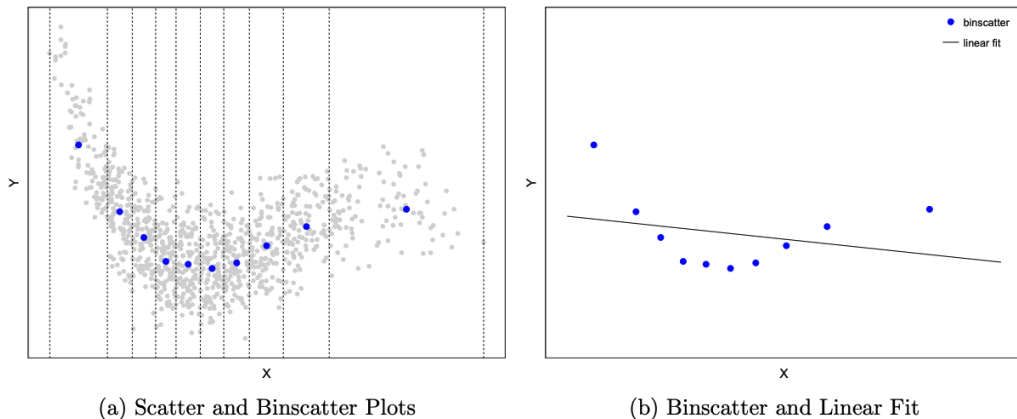 Y
X
(a) Scatter and Binscatter Plots
binscatter
linear fit
Y
X
(b) Binscatter and Linear Fit